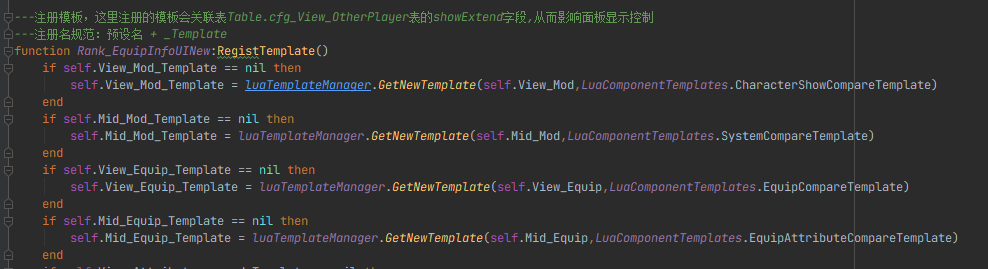 ---注册模板，这里注册的模板会关联表Table.cfg_View_OtherPlayer表的showExtend字段,从而影响面板显示控制
---注册名规范：预设名 + _Template
function Rank_EquipInfoUINew:RegistTemplate()
    if self.View_Mod_Template == nil then
        self.View_Mod_Template = luaTemplateManager.GetNewTemplate(self.View_Mod,LuaComponentTemplates.CharacterShowCompareTemplate)
    end
    if self.Mid_Mod_Template == nil then
        self.Mid_Mod_Template = luaTemplateManager.GetNewTemplate(self.Mid_Mod,LuaComponentTemplates.SystemCompareTemplate)
    end
    if self.View_Equip_Template == nil then
        self.View_Equip_Template = luaTemplateManager.GetNewTemplate(self.View_Equip,LuaComponentTemplates.EquipCompareTemplate)
    end
    if self.Mid_Equip_Template == nil then
        self.Mid_Equip_Template = luaTemplateManager.GetNewTemplate(self.Mid_Equip,LuaComponentTemplates.EquipAttributeCompareTemplate)
    end